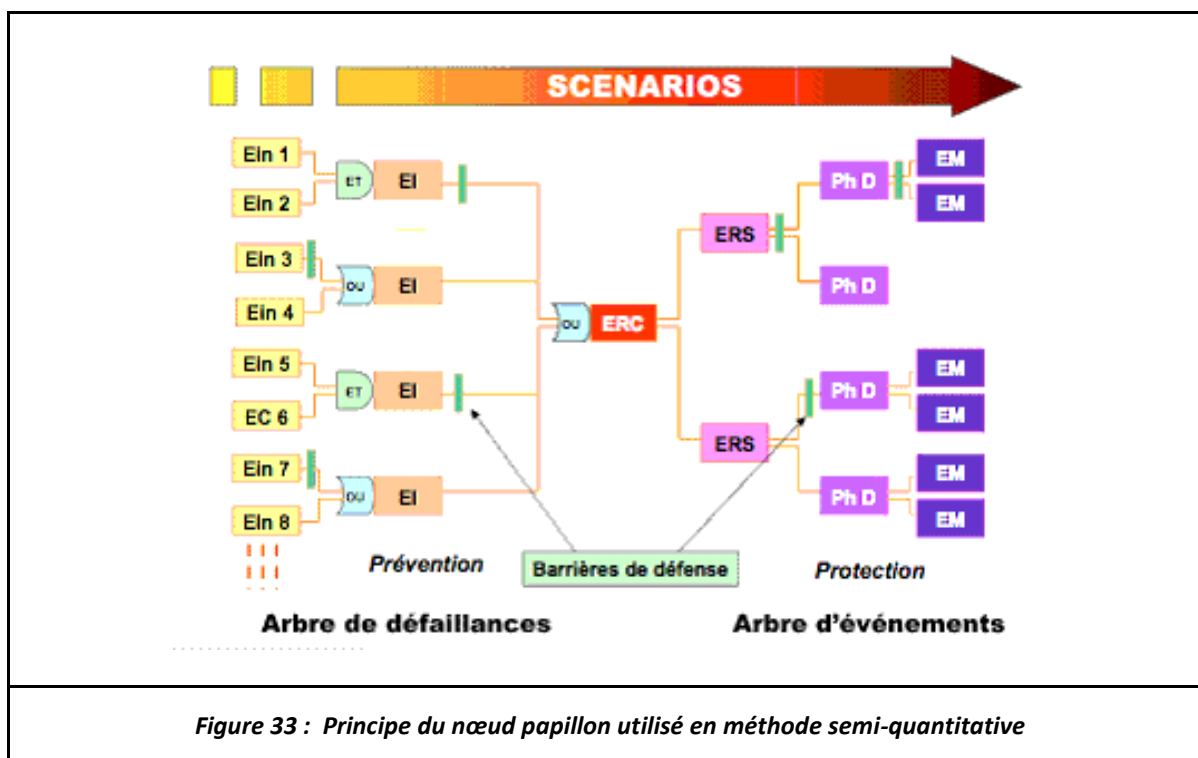 SCENARIOS
EIn 1
ET
EI
EIn 2
EIn 3
OU
EI
EIn 4
EIn 5
ET
EI
EC 6
EIn 7
OU
EI
EIn 8
OU
ERC
ERS
Ph D
EM
EM
Ph D
ERS
Ph D
EM
EM
Ph D
EM
EM
Prévention
Barrières de défense
Protection
Arbre de défaillances
Arbre d'événements
Figure 33 : Principe du nœud papillon utilisé en méthode semi-quantitative